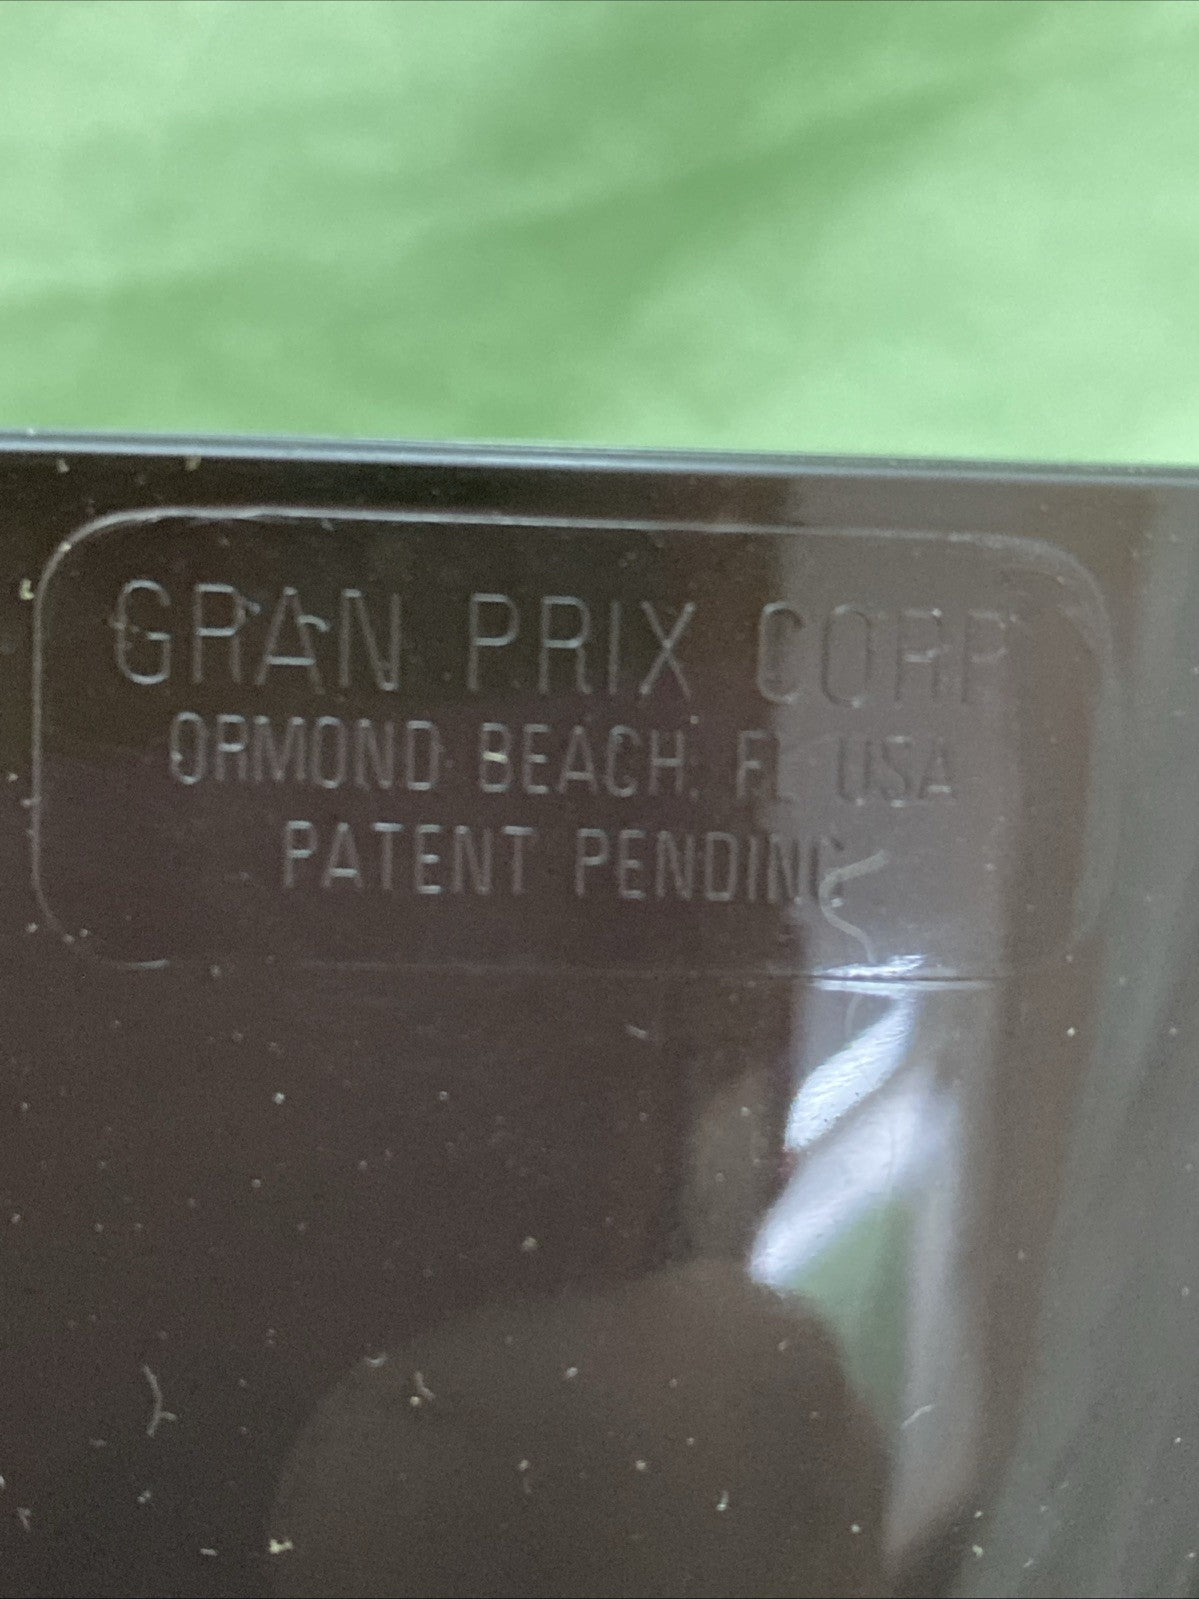 GRAN PRIX CORP
ORMOND BEACH, FL USA
PATENT PENDING